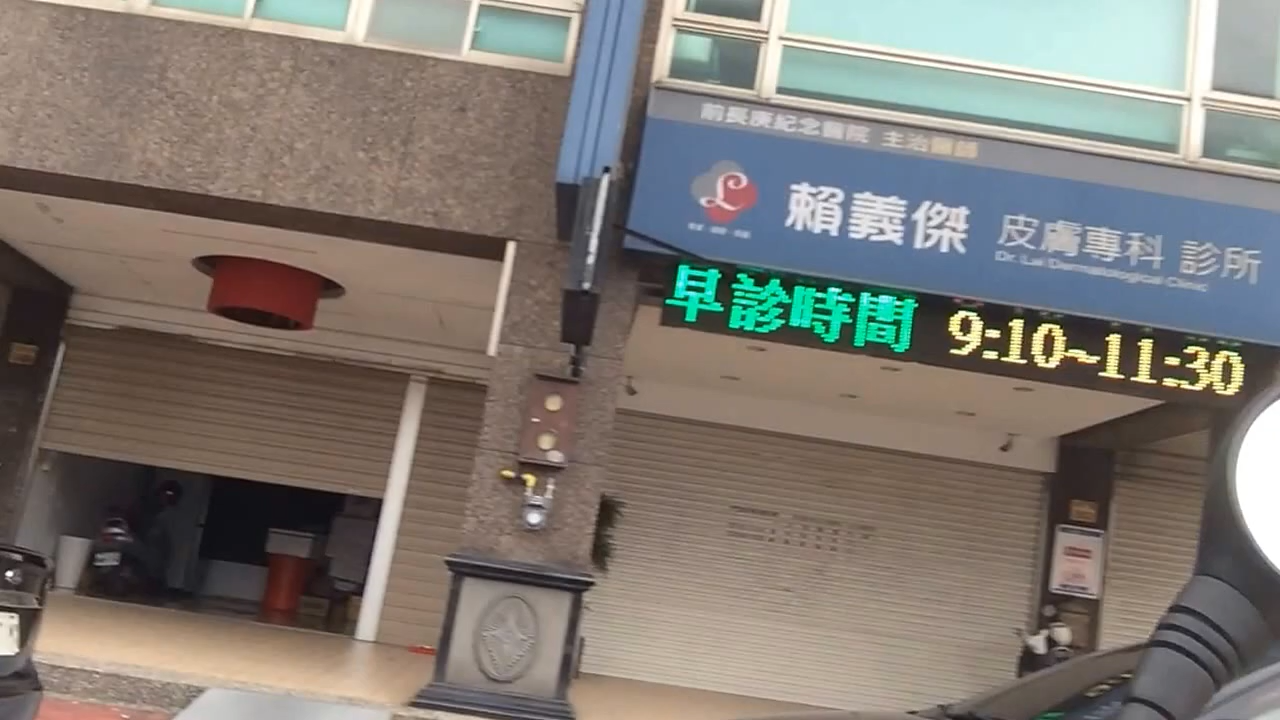 前長庚紀念醫院 主治醫師
L
賴義傑 皮膚專科 診所
Dr. Lai Dermatological Clinic
早診時間 9:10~11:30